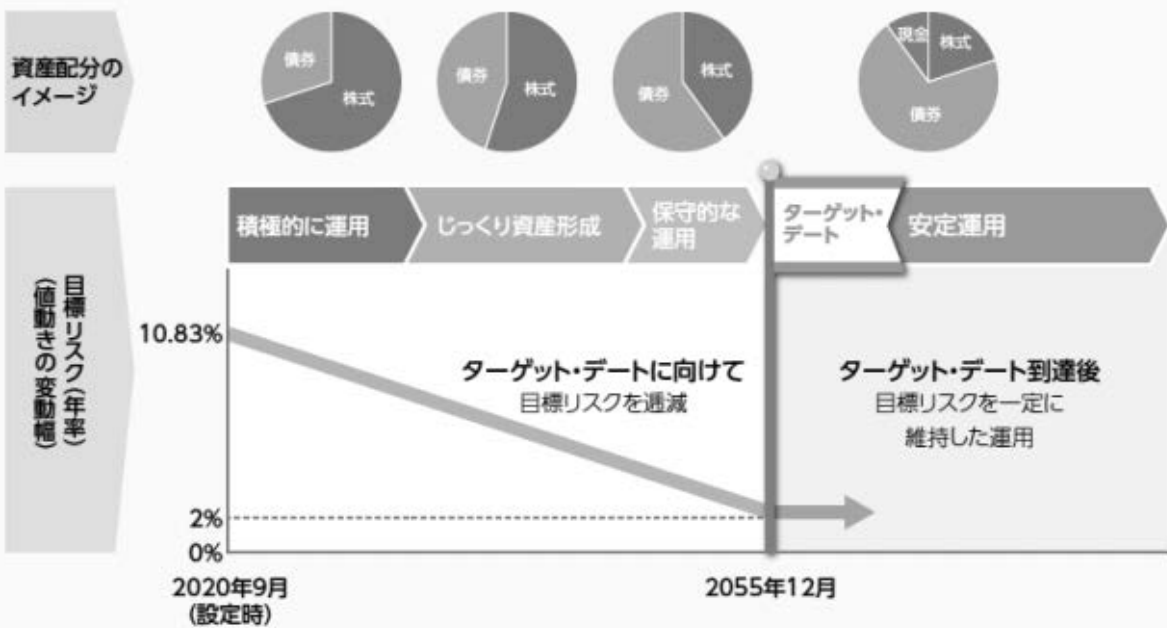 資産配分の
イメージ
債券
株式
債券
株式
債券
株式
現金
株式
債券
積極的に運用
じっくり資産形成
保守的な
運用
ターゲット・
デート
安定運用
目標リスク(年率)
(値動きの変動幅)
10.83%
ターゲット・デートに向けて
目標リスクを逓減
ターゲット・デート到達後
目標リスクを一定に
維持した運用
2%
0%
2020年9月
(設定時)
2055年12月